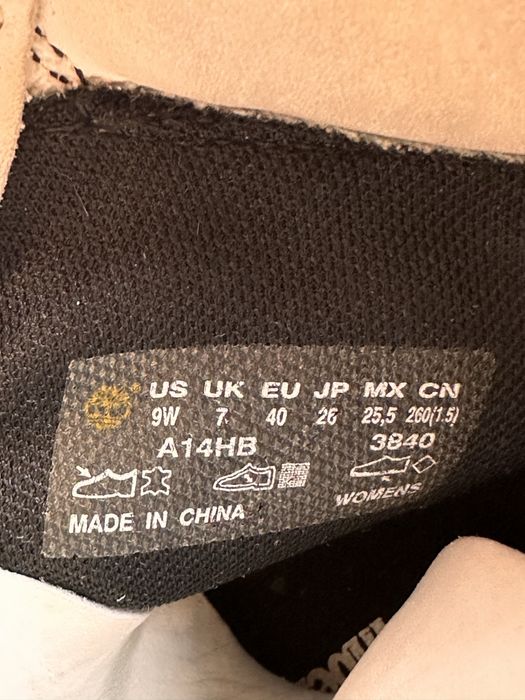 US UK EU JP MX CN
9W 7 40 26 25,5 260(1.5)
A14HB 3840
WOMENS
MADE IN CHINA